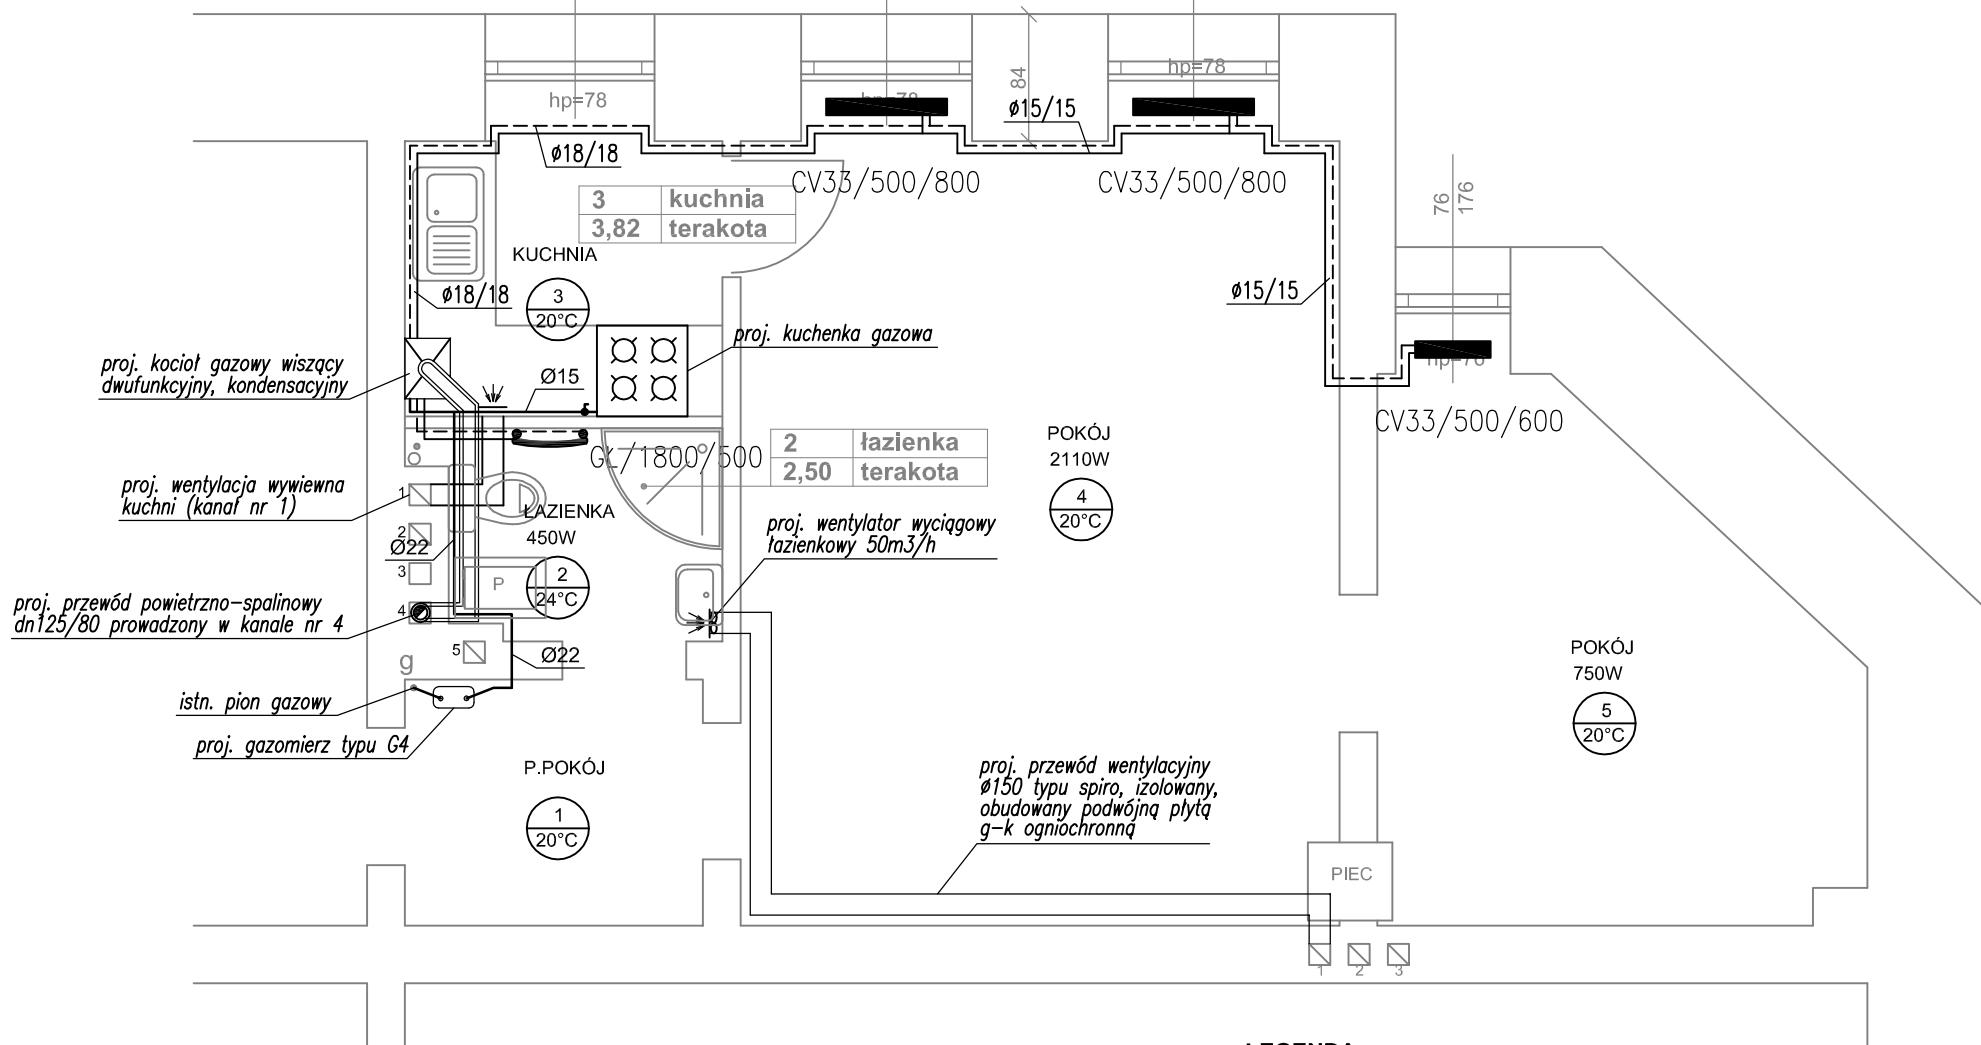 hp=78
hp=78
hp=78
84
ø15/15
ø18/18
CV33/500/800
CV33/500/800
76
176
3 kuchnia
3,82 terakota
KUCHNIA
3
20°C
ø18/18
ø15/15
proj. kuchenka gazowa
proj. kocioł gazowy wiszący
dwufunkcyjny, kondensacyjny
Ø15
hp=76
CV33/500/600
GŁ/1800/500
2 łazienka
2,50 terakota
POKÓJ
2110W
4
20°C
proj. wentylacja wywiewna
kuchni (kanał nr 1)
1
2
3
4
5
Ø22
ŁAZIENKA
450W
2
24°C
P
proj. wentylator wyciągowy
łazienkowy 50m3/h
proj. przewód powietrzno-spalinowy
dn125/80 prowadzony w kanale nr 4
g
Ø22
istn. pion gazowy
proj. gazomierz typu G4
POKÓJ
750W
5
20°C
P.POKÓJ
1
20°C
proj. przewód wentylacyjny
ø150 typu spiro, izolowany,
obudowany podwójną płytą
g-k ogniochronną
PIEC
1 2 3
LEGENDA